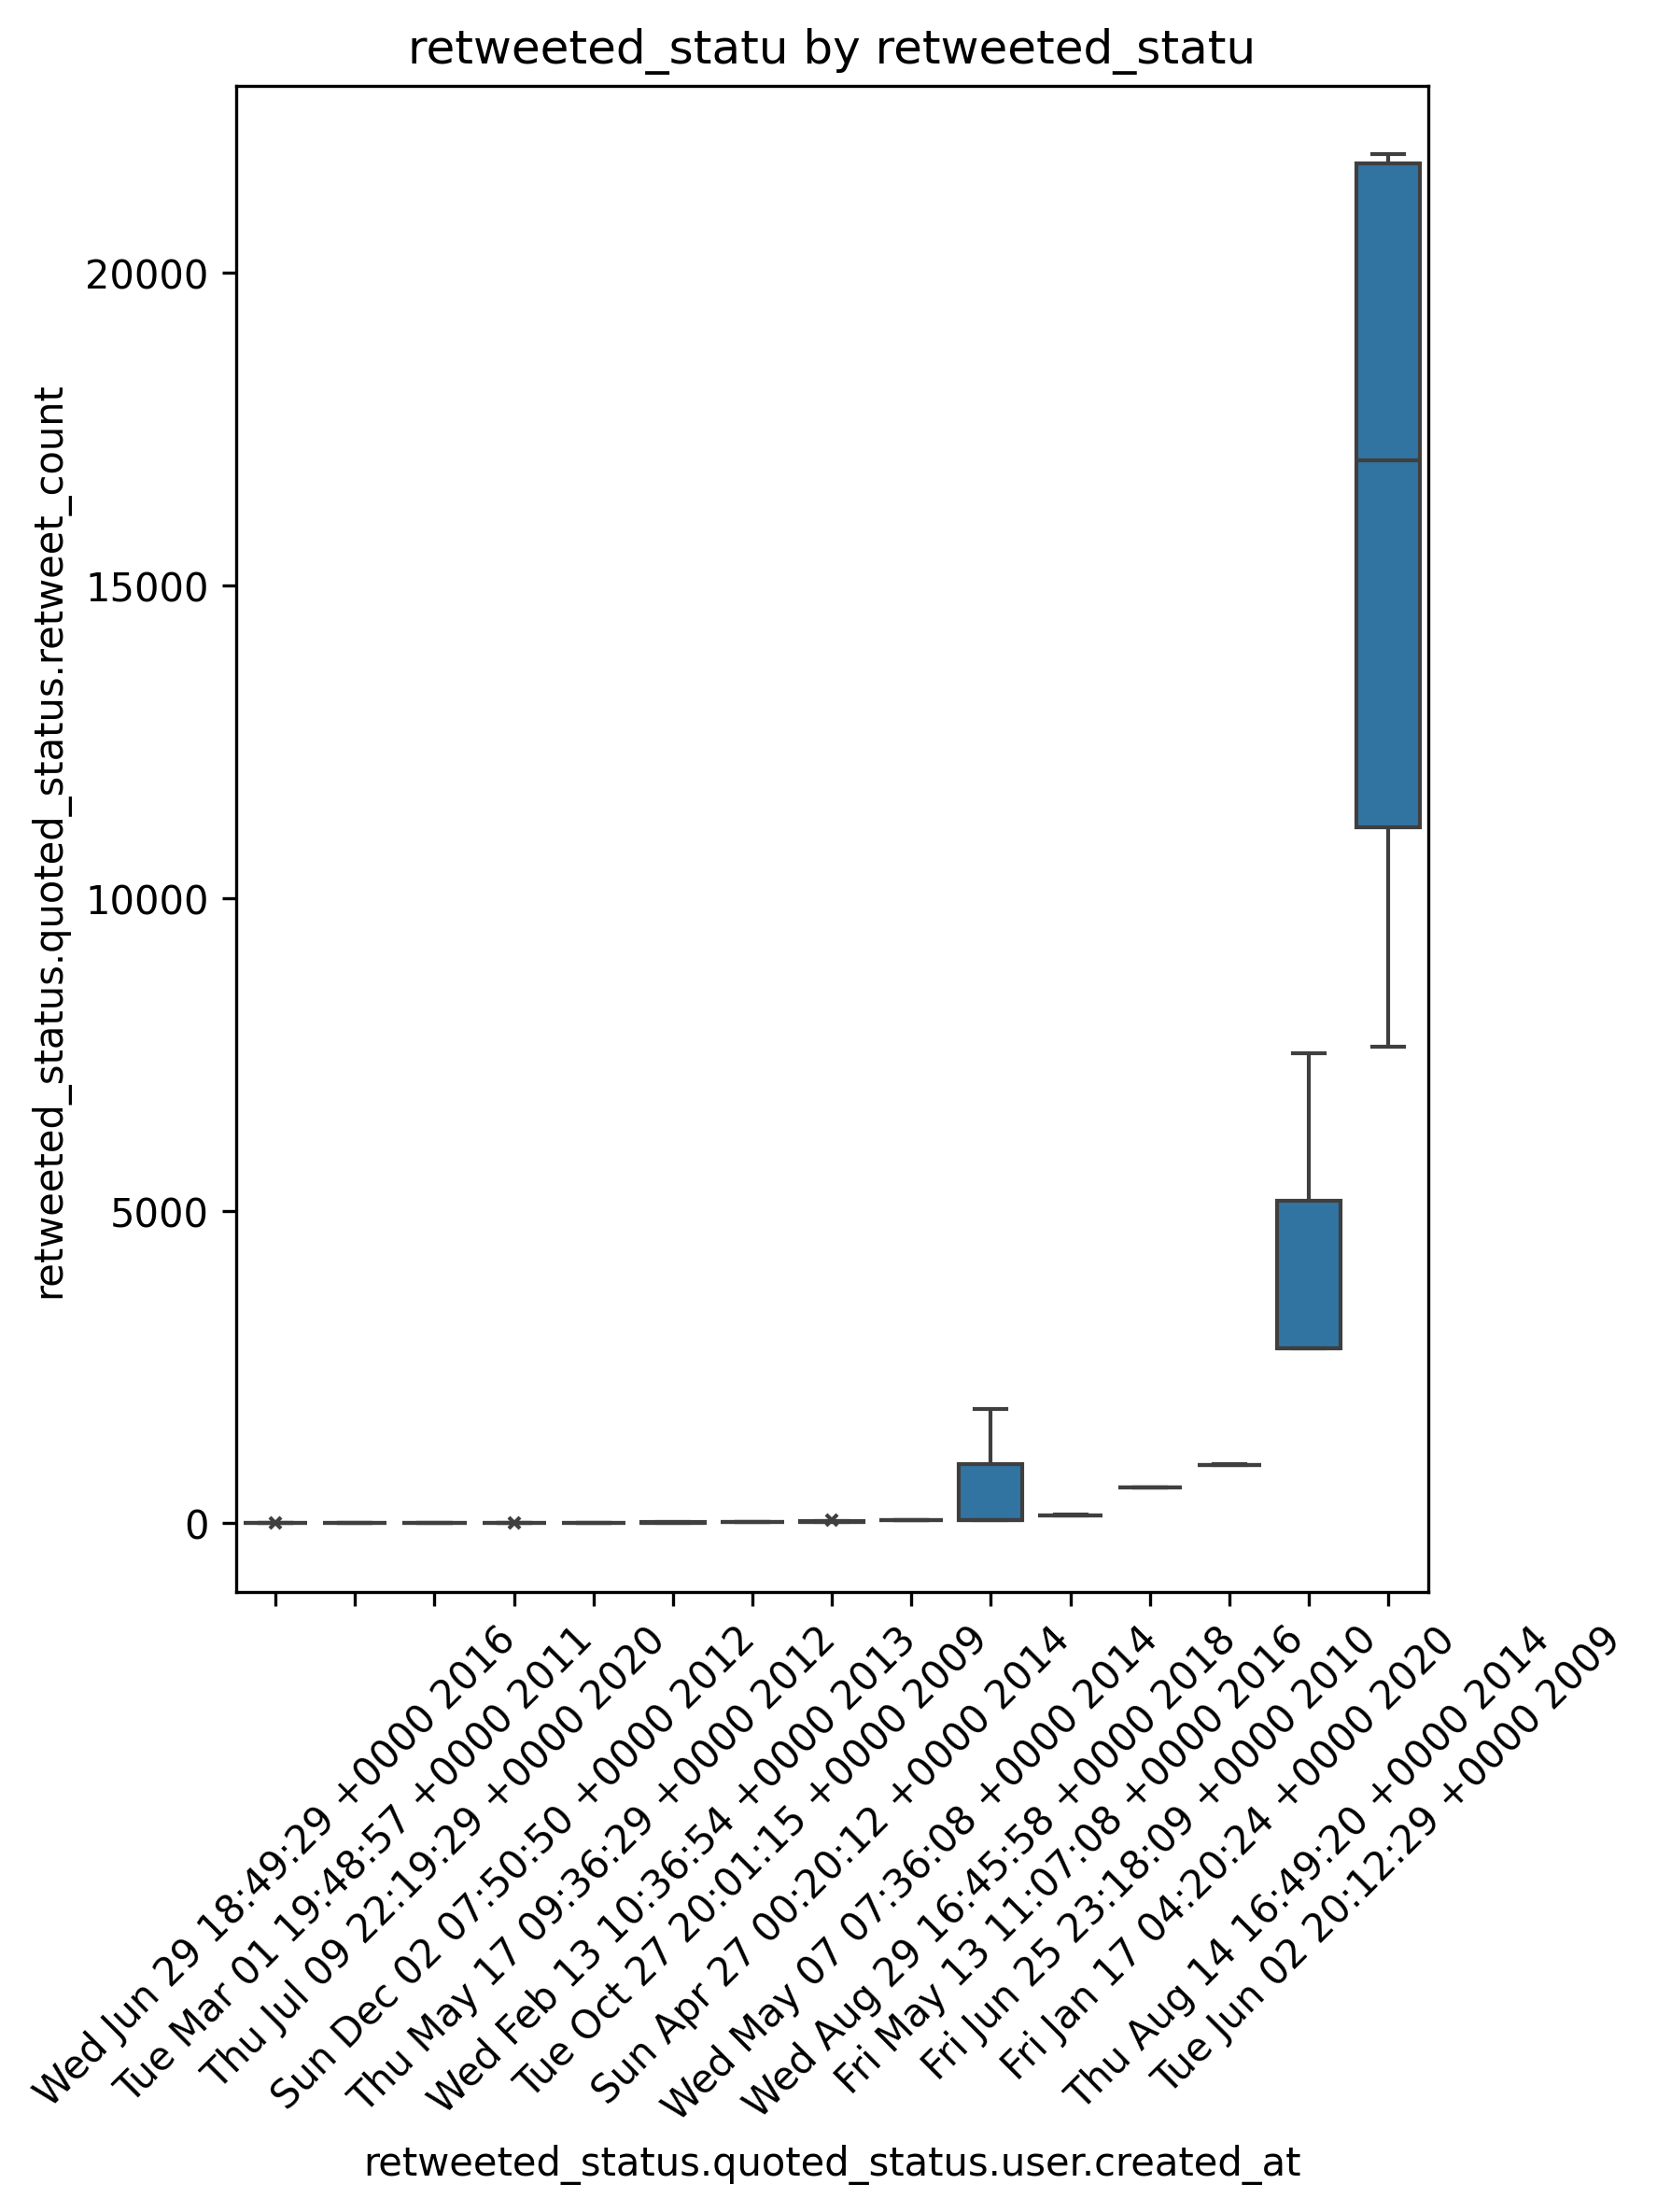 retweeted_statu by retweeted_statu
retweeted_status.quoted_status.retweet_count
20000
15000
10000
5000
0
Wed Jun 29 18:49:29 +0000 2016
Tue Mar 01 19:48:57 +0000 2011
Thu Jul 09 22:19:29 +0000 2020
Sun Dec 02 07:50:50 +0000 2012
Thu May 17 09:36:29 +0000 2012
Wed Feb 13 10:36:54 +0000 2013
Tue Oct 27 20:01:15 +0000 2009
Sun Apr 27 00:20:12 +0000 2014
Wed May 07 07:36:08 +0000 2014
Wed Aug 29 16:45:58 +0000 2018
Fri May 13 11:07:08 +0000 2016
Fri Jun 25 23:18:09 +0000 2010
Fri Jan 17 04:20:24 +0000 2020
Thu Aug 14 16:49:20 +0000 2014
Tue Jun 02 20:12:29 +0000 2009
retweeted_status.quoted_status.user.created_at